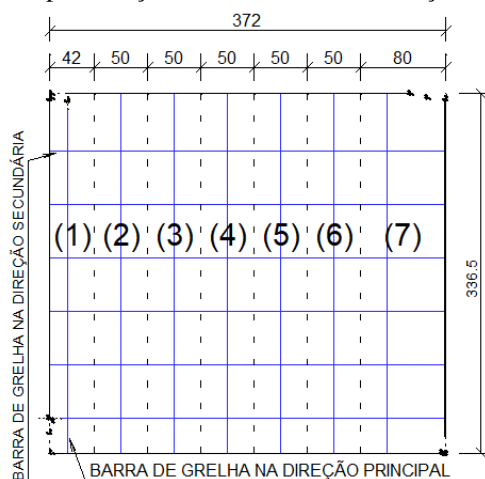 372
42 50 50 50 50 50 80
(1) (2) (3) (4) (5) (6) (7)
336.5
BARRA DE GRELHA NA DIREÇÃO SECUNDÁRIA
BARRA DE GRELHA NA DIREÇÃO PRINCIPAL